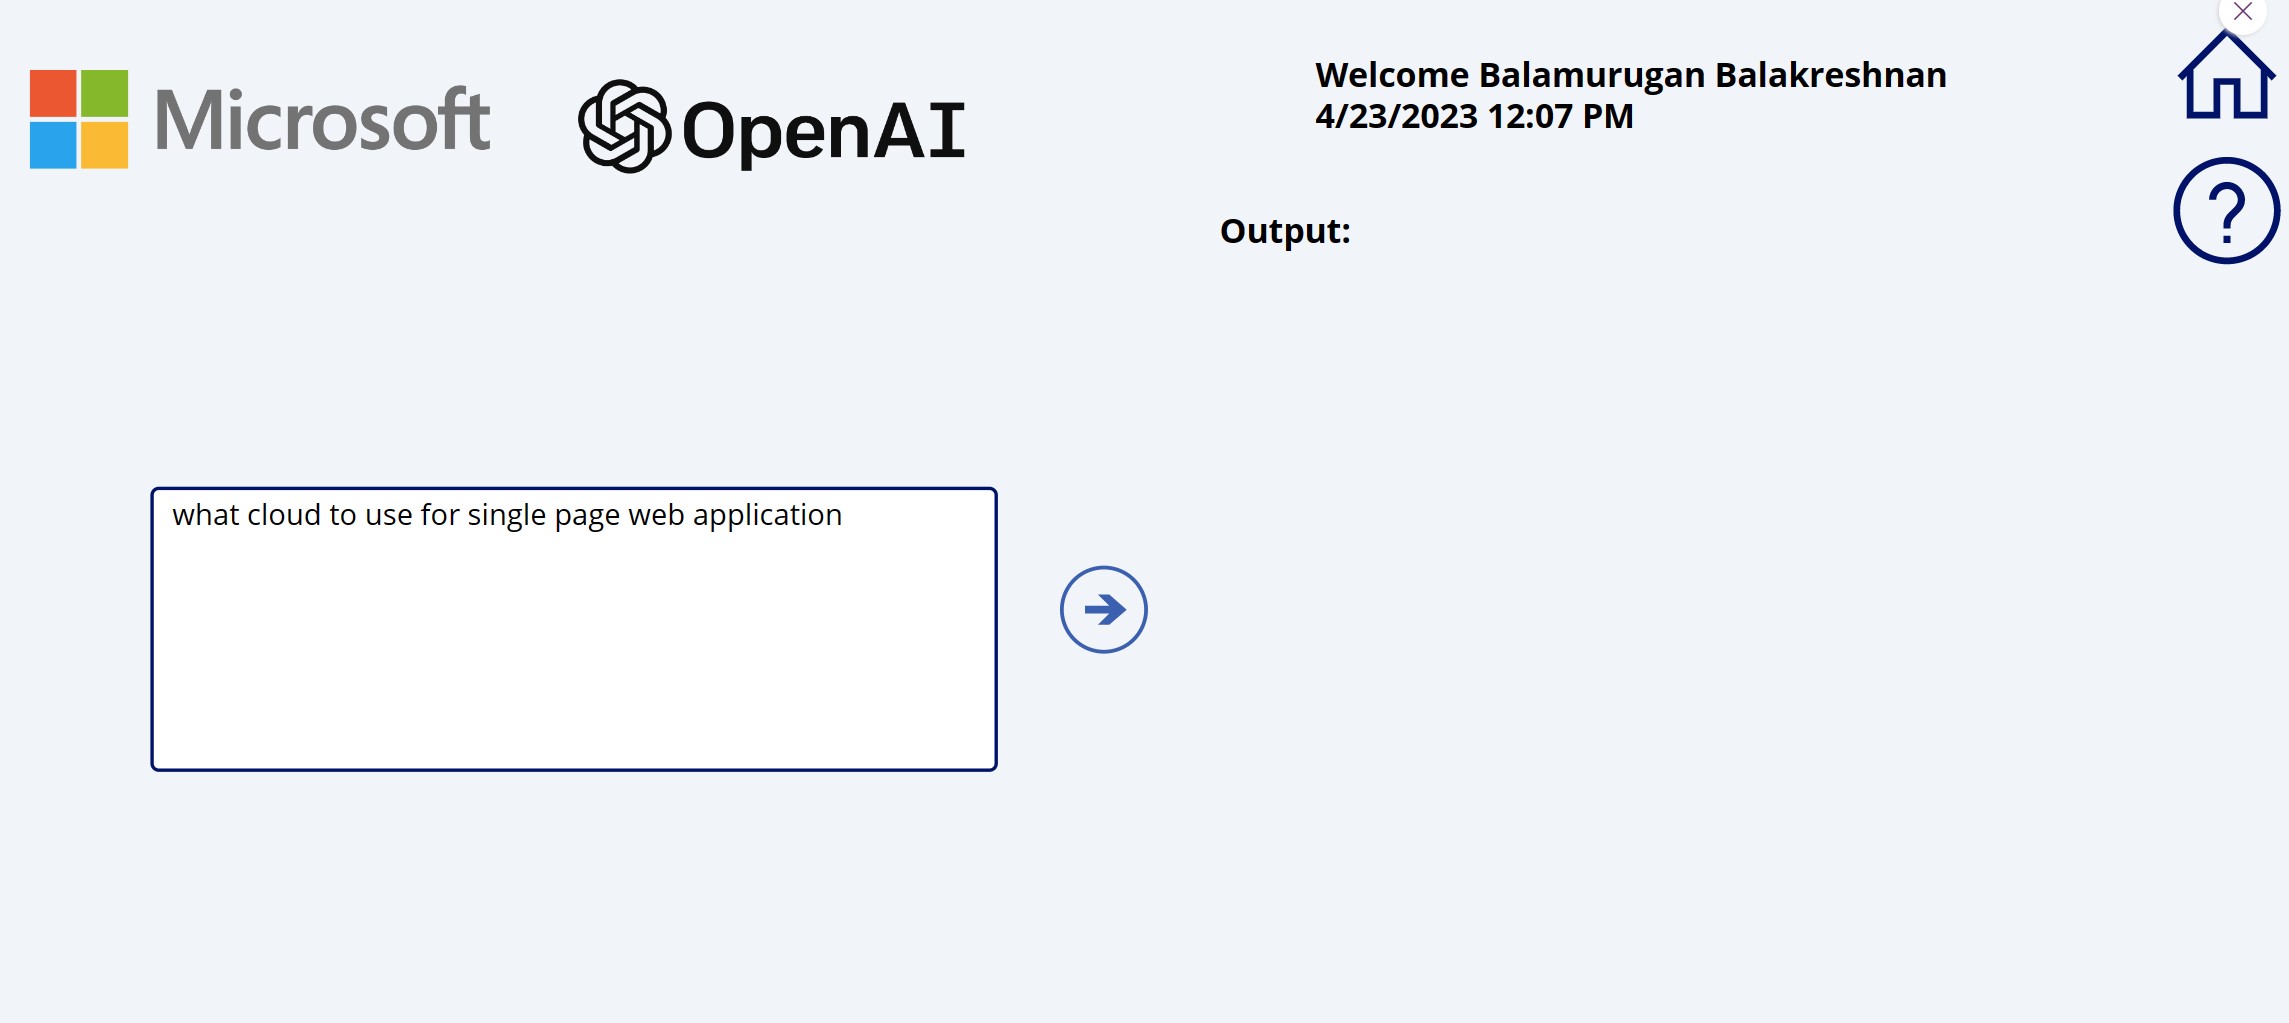 Microsoft
OpenAI
Welcome Balamurugan Balakreshnan
4/23/2023 12:07 PM
Output:
what cloud to use for single page web application